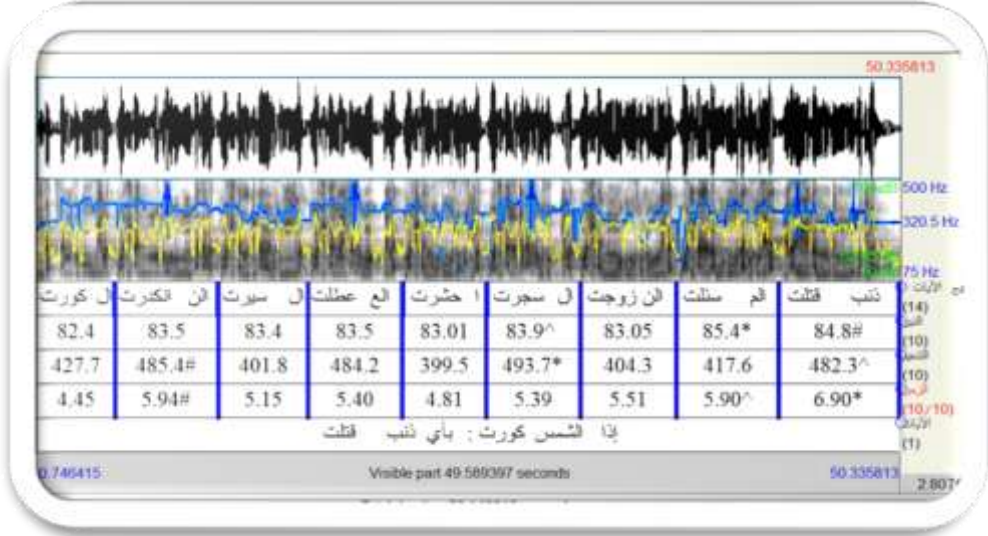 50.335813
500 Hz
320.5 Hz
75 Hz
ال كورت الن انكدرت ال سيرت الع عطلت ا حشرت ال سجرت الن زوجت الم سئلت ذنب قتلت
(14)
82.4 83.5 83.4 83.5 83.01 83.9^ 83.05 85.4* 84.8#
(10)
427.7 485.4# 401.8 484.2 399.5 493.7* 404.3 417.6 482.3^
(10)
4.45 5.94# 5.15 5.40 4.81 5.39 5.51 5.90^ 6.90*
(10/10)
إذا الشمس كورت : بأي ذنب قتلت
(1)
0.746415 Visible part 49.589397 seconds 50.335813